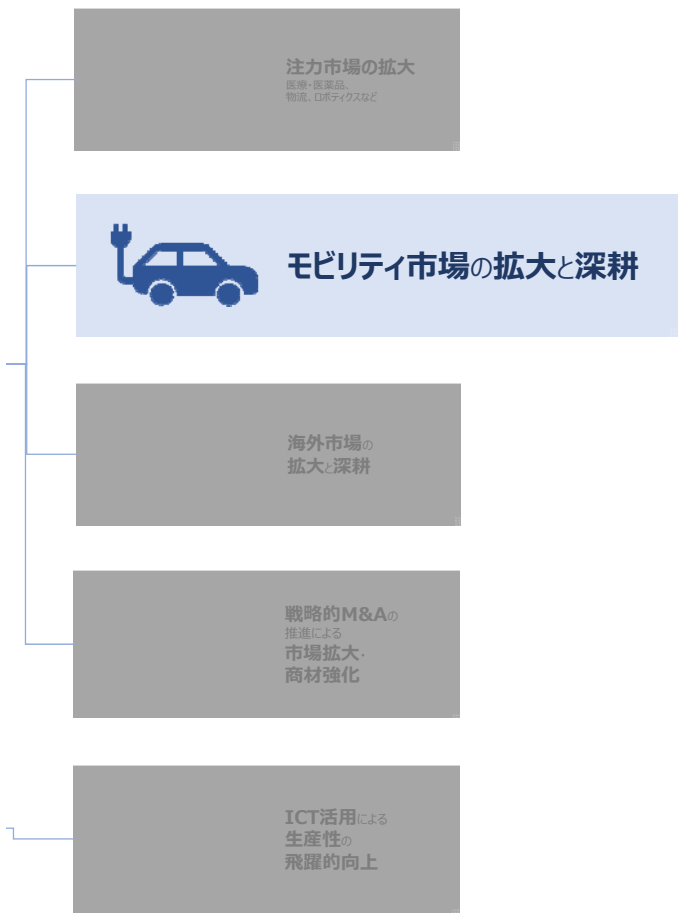 注力市場の拡大
医療・医薬品、
物流、ロボティクスなど
モビリティ市場の拡大と深耕
海外市場の
拡大と深耕
戦略的M&Aの
推進による
市場拡大・
商材強化
ICT活用による
生産性の
飛躍的向上